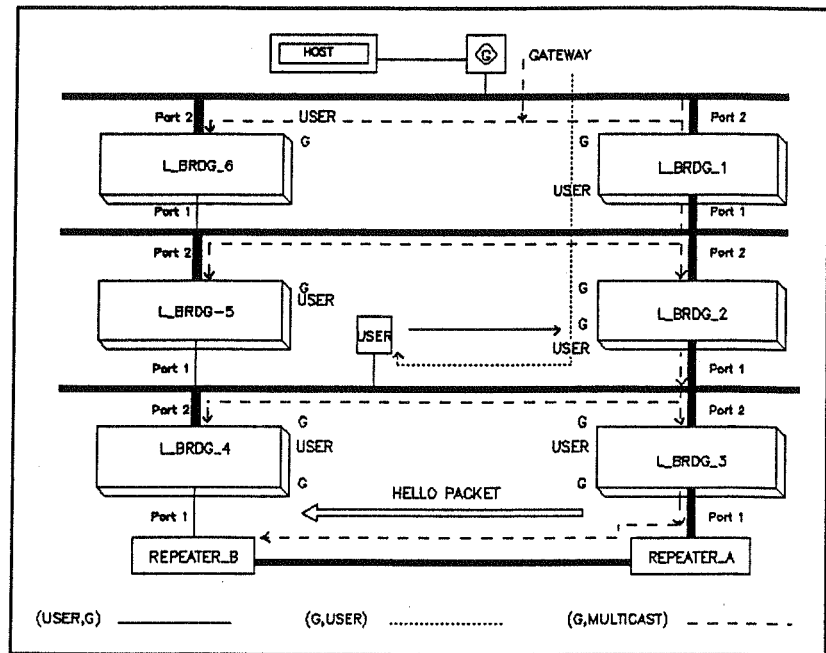 HOST
G
GATEWAY
Port 2
USER
Port 2
G
G
L_BRDG_6
L_BRDG_1
USER
Port 1
Port 1
Port 2
Port 2
G
G
USER
L_BRDG-5
L_BRDG_2
G
USER
USER
Port 1
Port 1
Port 2
Port 2
G
G
L_BRDG_4
USER
USER
L_BRDG_3
G
G
HELLO PACKET
Port 1
Port 1
REPEATER_B
REPEATER_A
(USER,G)
(G,USER)
(G,MULTICAST)